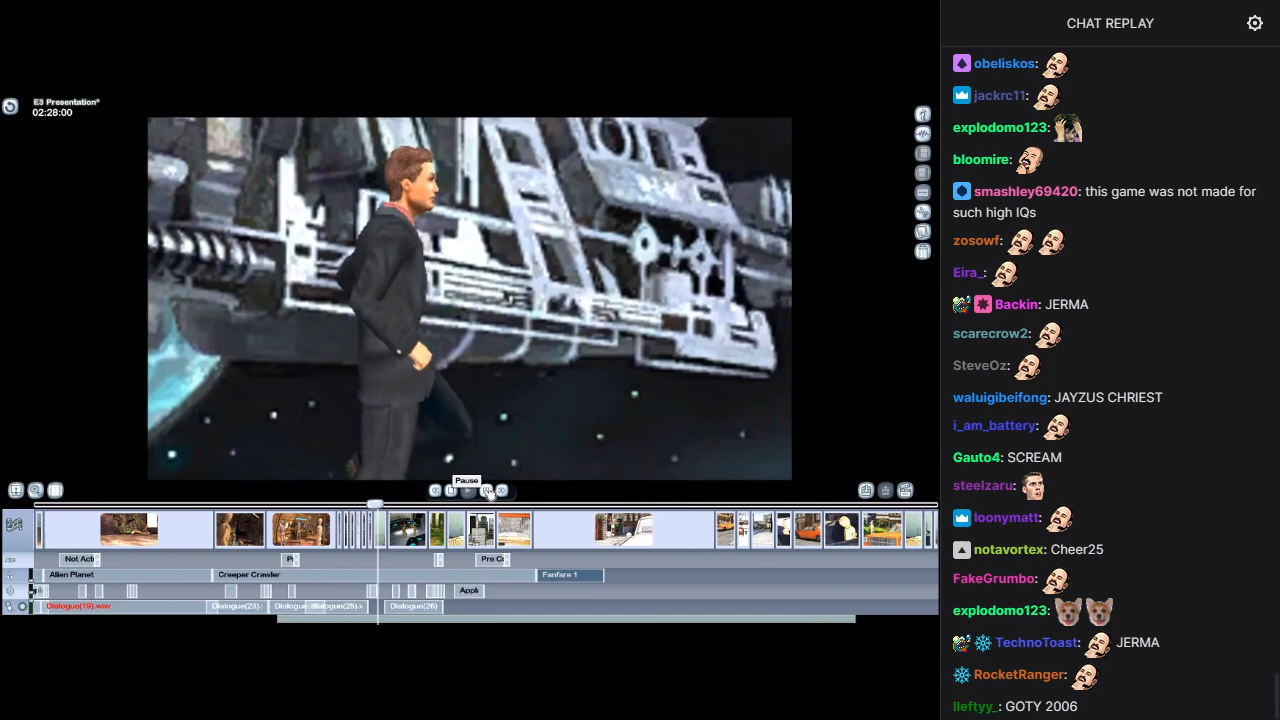 E3 Presentation*
02:28:00
Pause
Not Acti
Pre Ca
Alien Planet
Creeper Crawler
Fanfare 1
Appl
Dialogue(19).wav
Dialogue(23).
Dialogue(26)
CHAT REPLAY
obeliskos:
jackrc11:
explodomo123:
bloomire:
smashley69420: this game was not made for
such high IQs
zosowf:
Eira_:
Backin: JERMA
scarecrow2:
SteveOz:
waluigibeifong: JAYZUS CHRIEST
i_am_battery:
Gauto4: SCREAM
steelzaru:
loonymatt:
notavortex: Cheer25
FakeGrumbo:
explodomo123:
TechnoToast: JERMA
RocketRanger:
lleftyy_: GOTY 2006